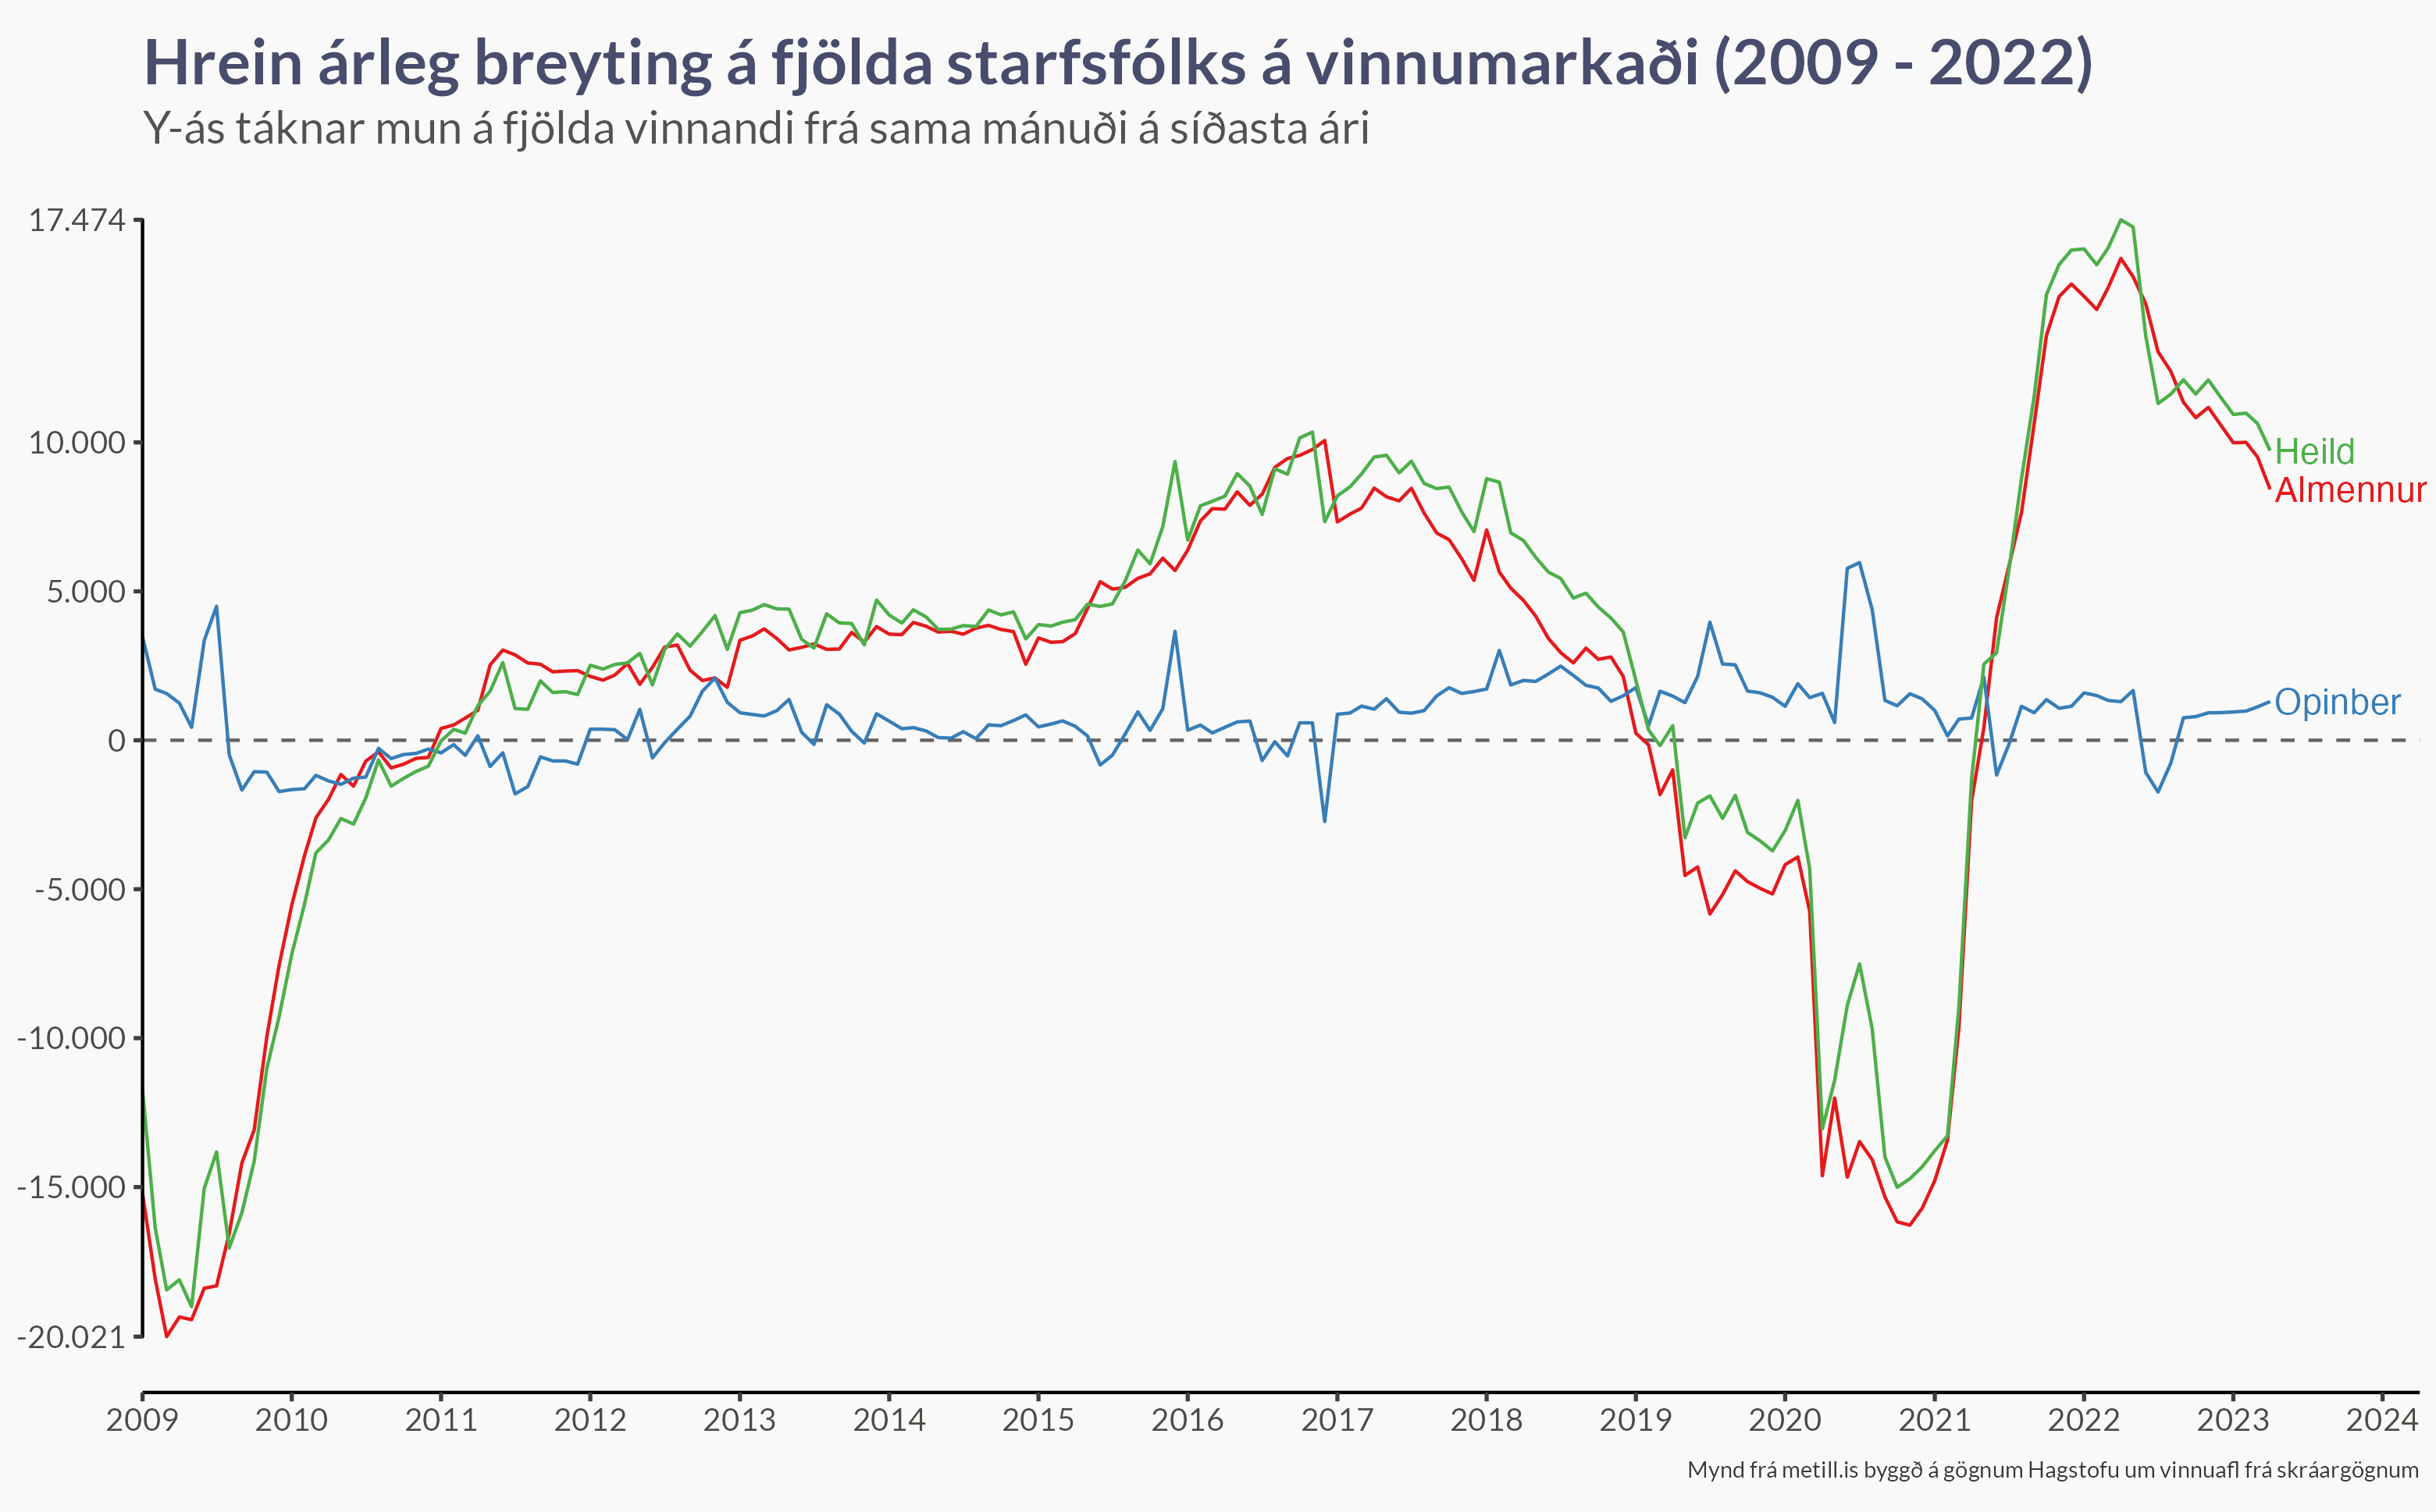 Hrein árleg breyting á fjölda starfsfólks á vinnumarkaði (2009 - 2022)
Y-ás táknar mun á fjölda vinnandi frá sama mánuði á síðasta ári
17.474
10.000
5.000
0
-5.000
-10.000
-15.000
-20.021
Heild
Almennur
Opinber
2009 2010 2011 2012 2013 2014 2015 2016 2017 2018 2019 2020 2021 2022 2023 2024
Mynd frá metill.is byggð á gögnum Hagstofu um vinnuafl frá skráargögnum